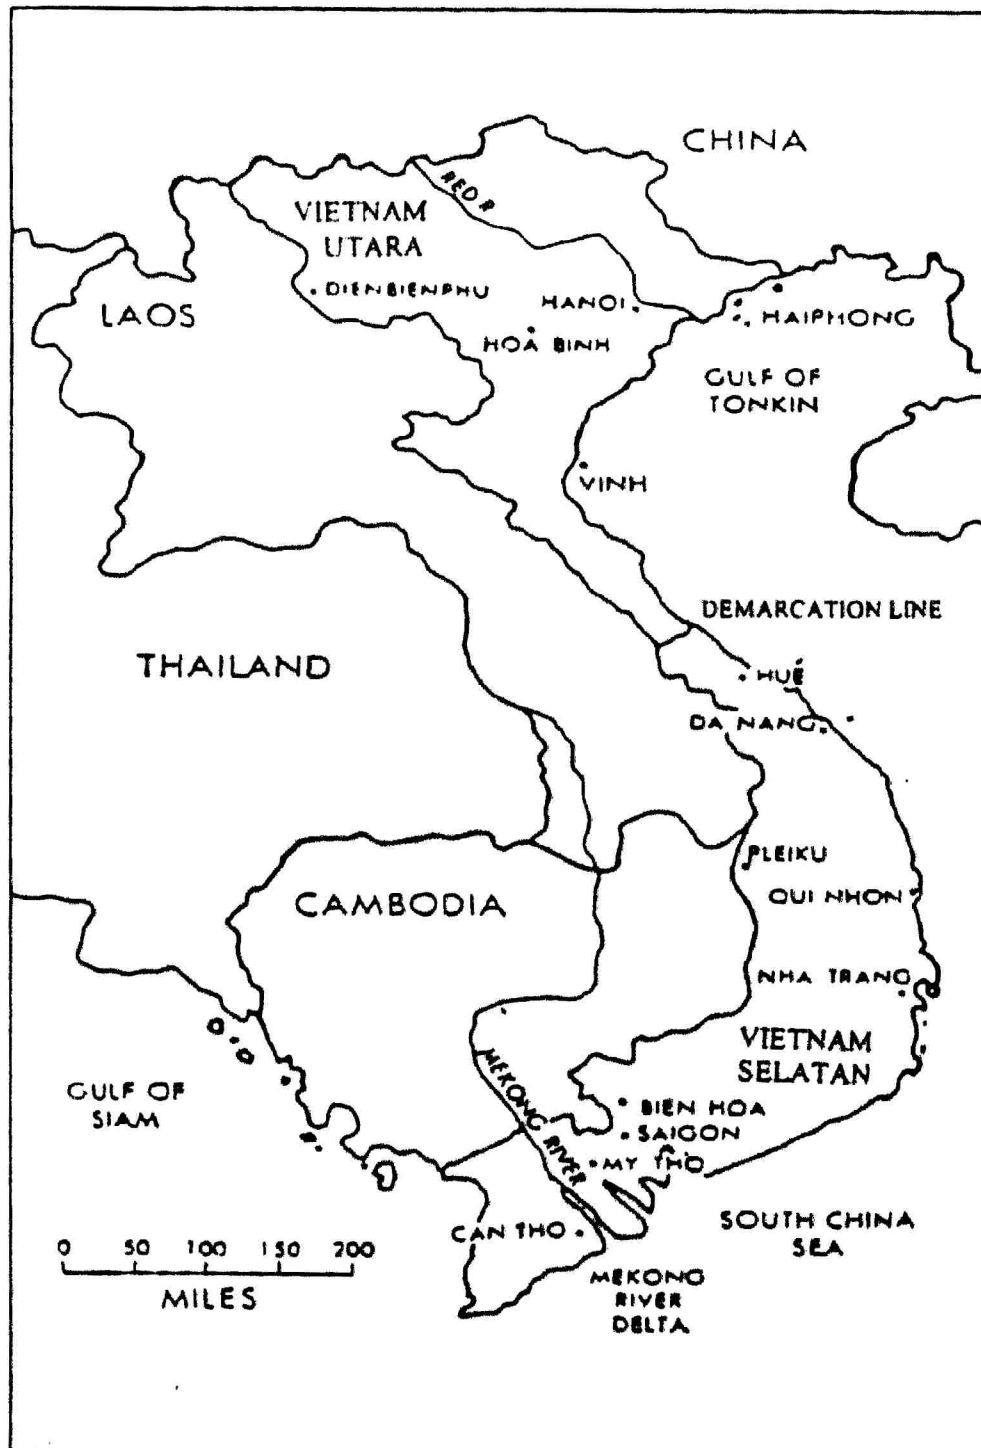 CHINA
RED R
VIETNAM
UTARA
DIENBIENPHU
LAOS
HANOI
HAIPHONG
HOA BINH
GULF OF
TONKIN
VINH
DEMARCATION LINE
THAILAND
HUÉ
DA NANG
PLEIKU
CAMBODIA
QUI NHON
NHA TRANG
VIETNAM
SELATAN
MEKONG RIVER
GULF OF
SIAM
BIEN HOA
SAIGON
MY THO
SOUTH CHINA
SEA
CAN THO
0 50 100 150 200
MILES
MEKONG
RIVER
DELTA